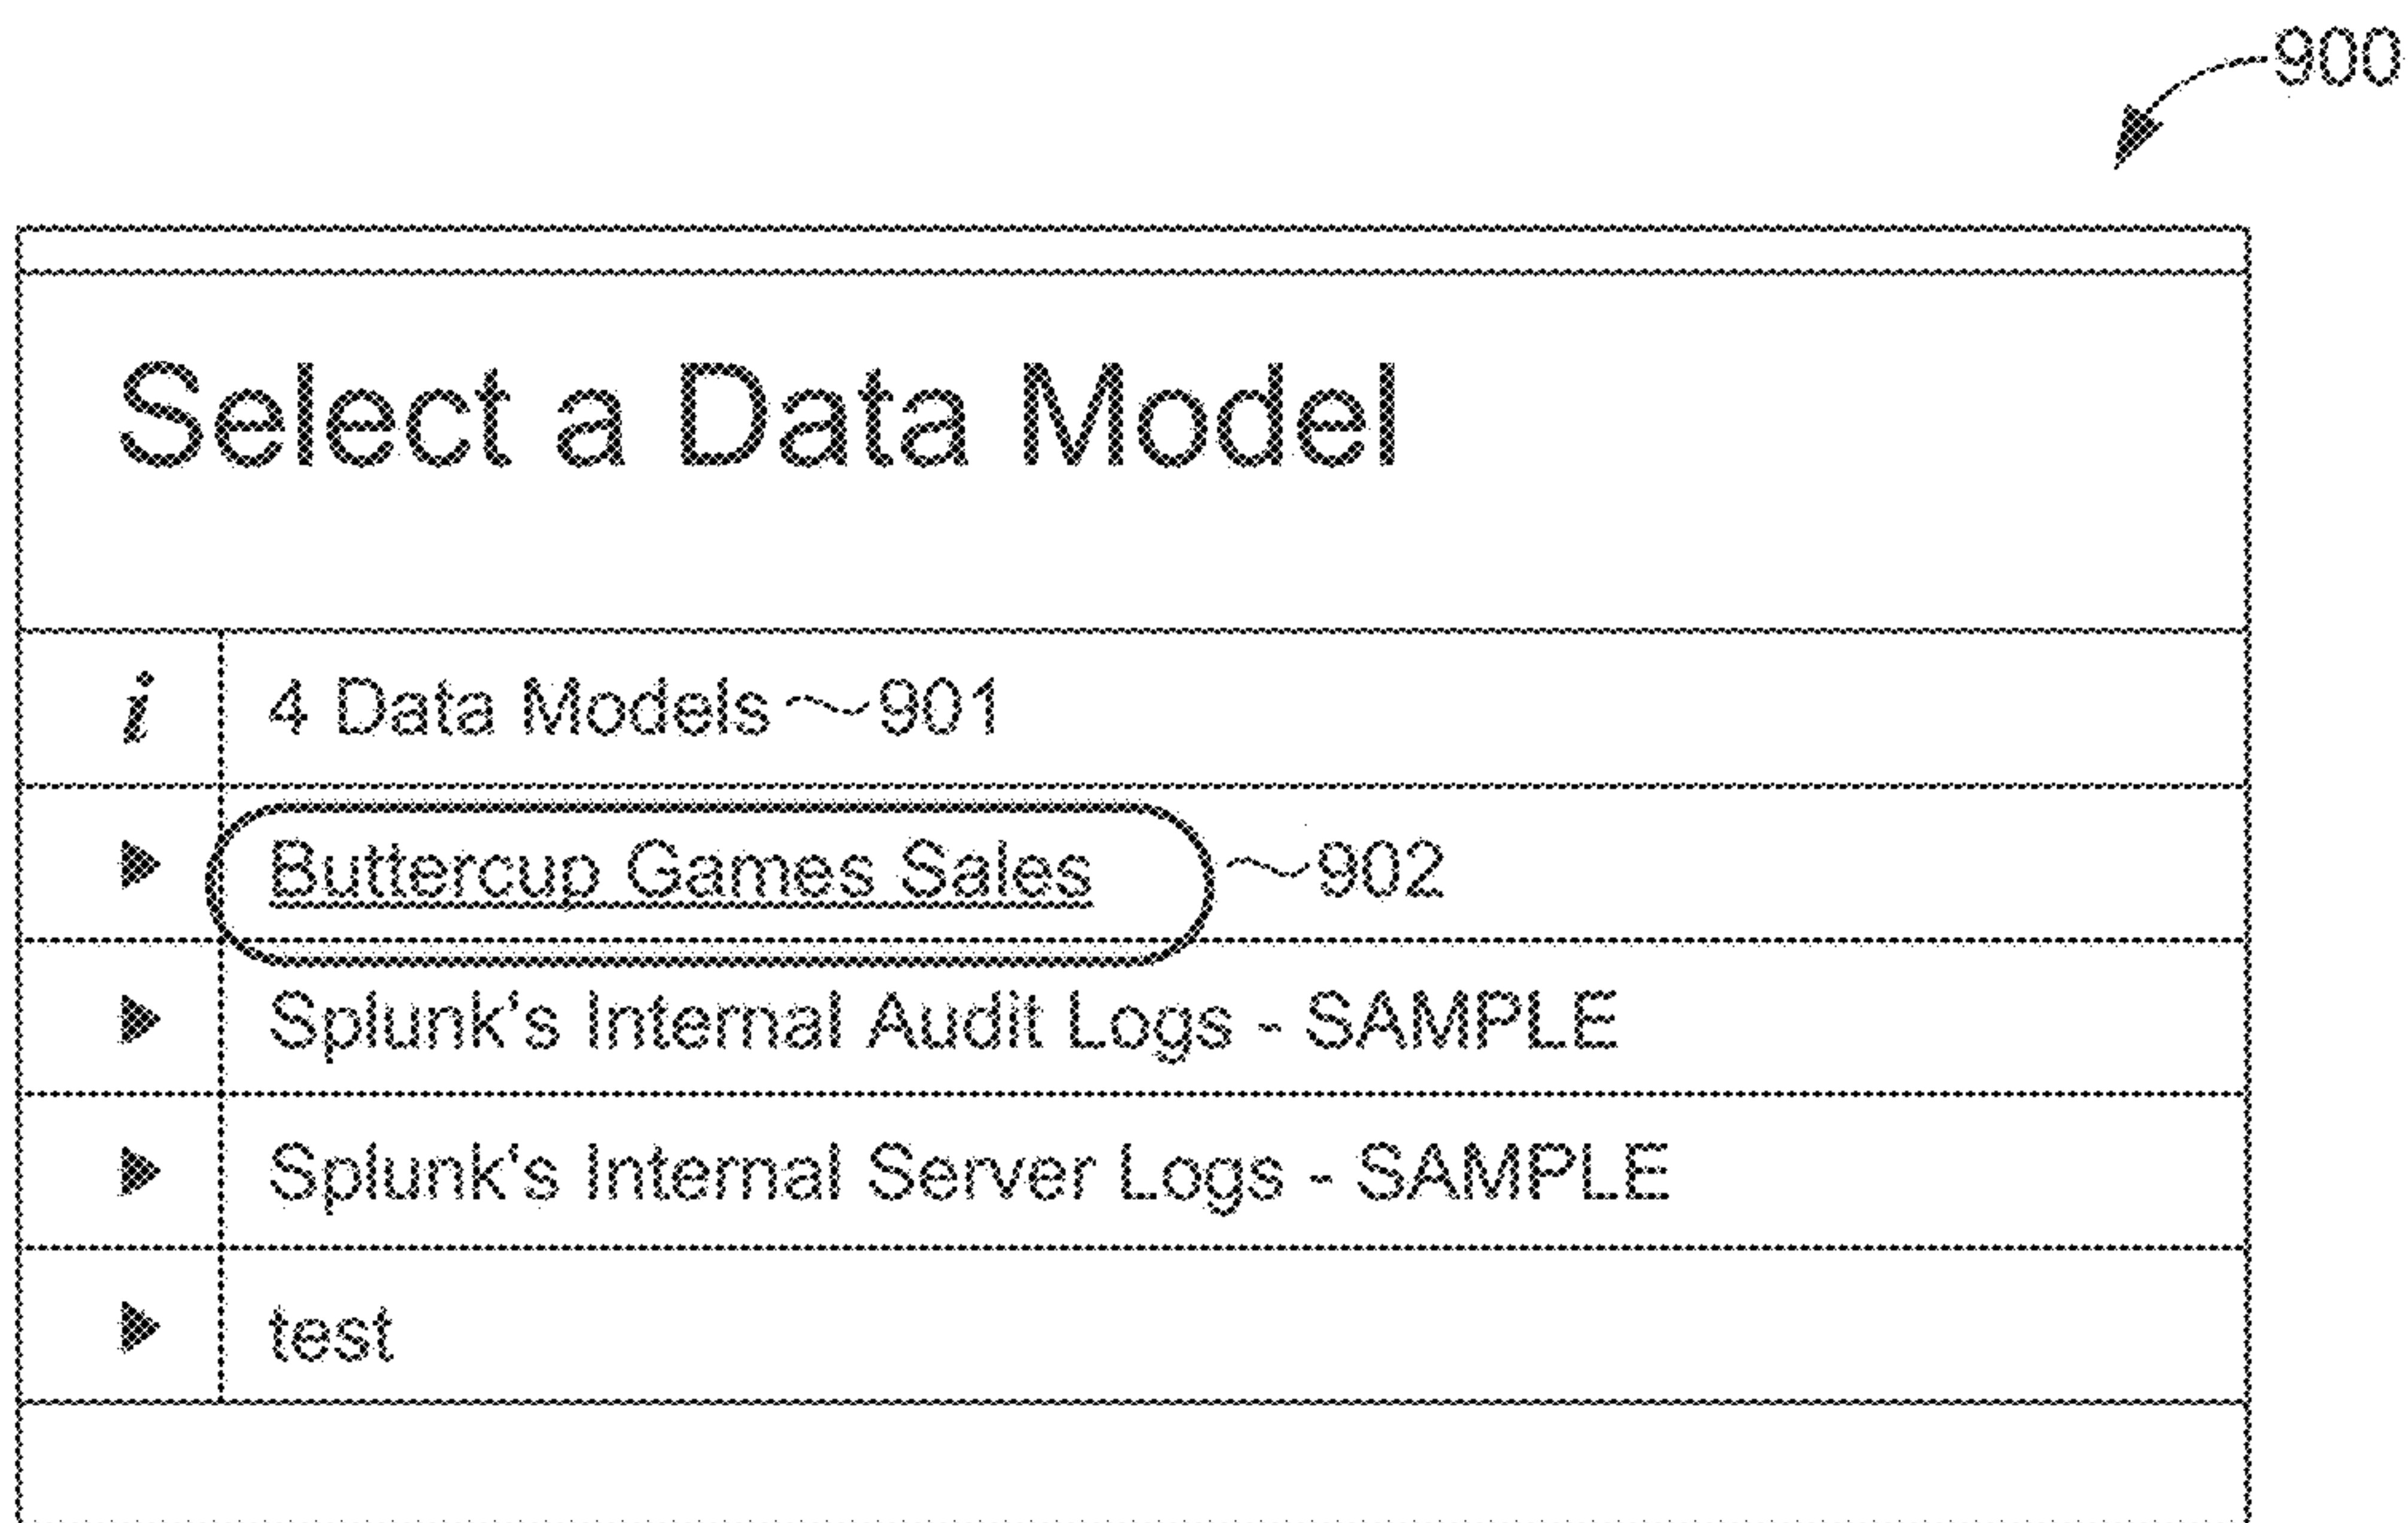 900
Select a Data Model
i 4 Data Models 901
Buttercup Games Sales 902
Splunk's Internal Audit Logs - SAMPLE
Splunk's Internal Server Logs - SAMPLE
test